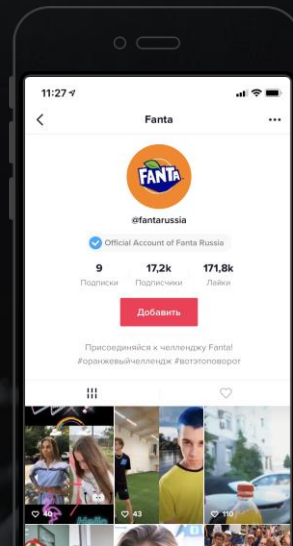 11:27
Fanta
FANTA
@fantarussia
Official Account of Fanta Russia
9 17,2k 171,8k
Подписки Подписчики Лайки
Добавить
Присоединяйся к челленджу Fanta!
#оранжевыйчеллендж #вотэтоповорот
40 43 110